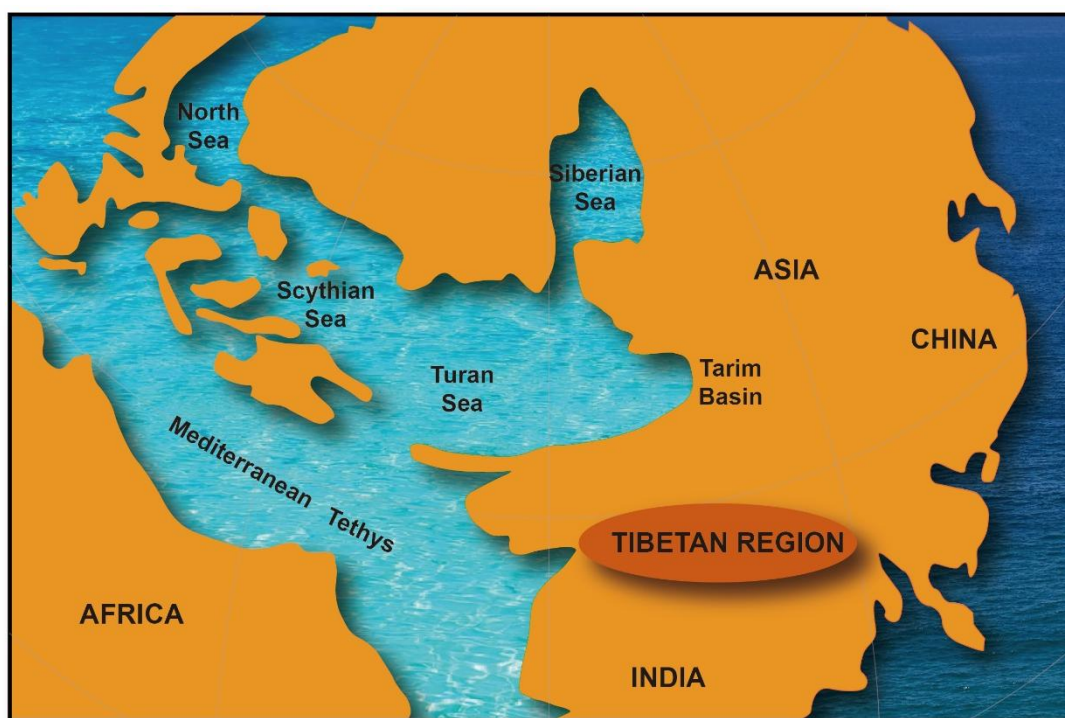 North
Sea
Siberian
Sea
ASIA
Scythian
Sea
CHINA
Turan
Sea
Tarim
Basin
Mediterranean Tethys
TIBETAN REGION
AFRICA
INDIA